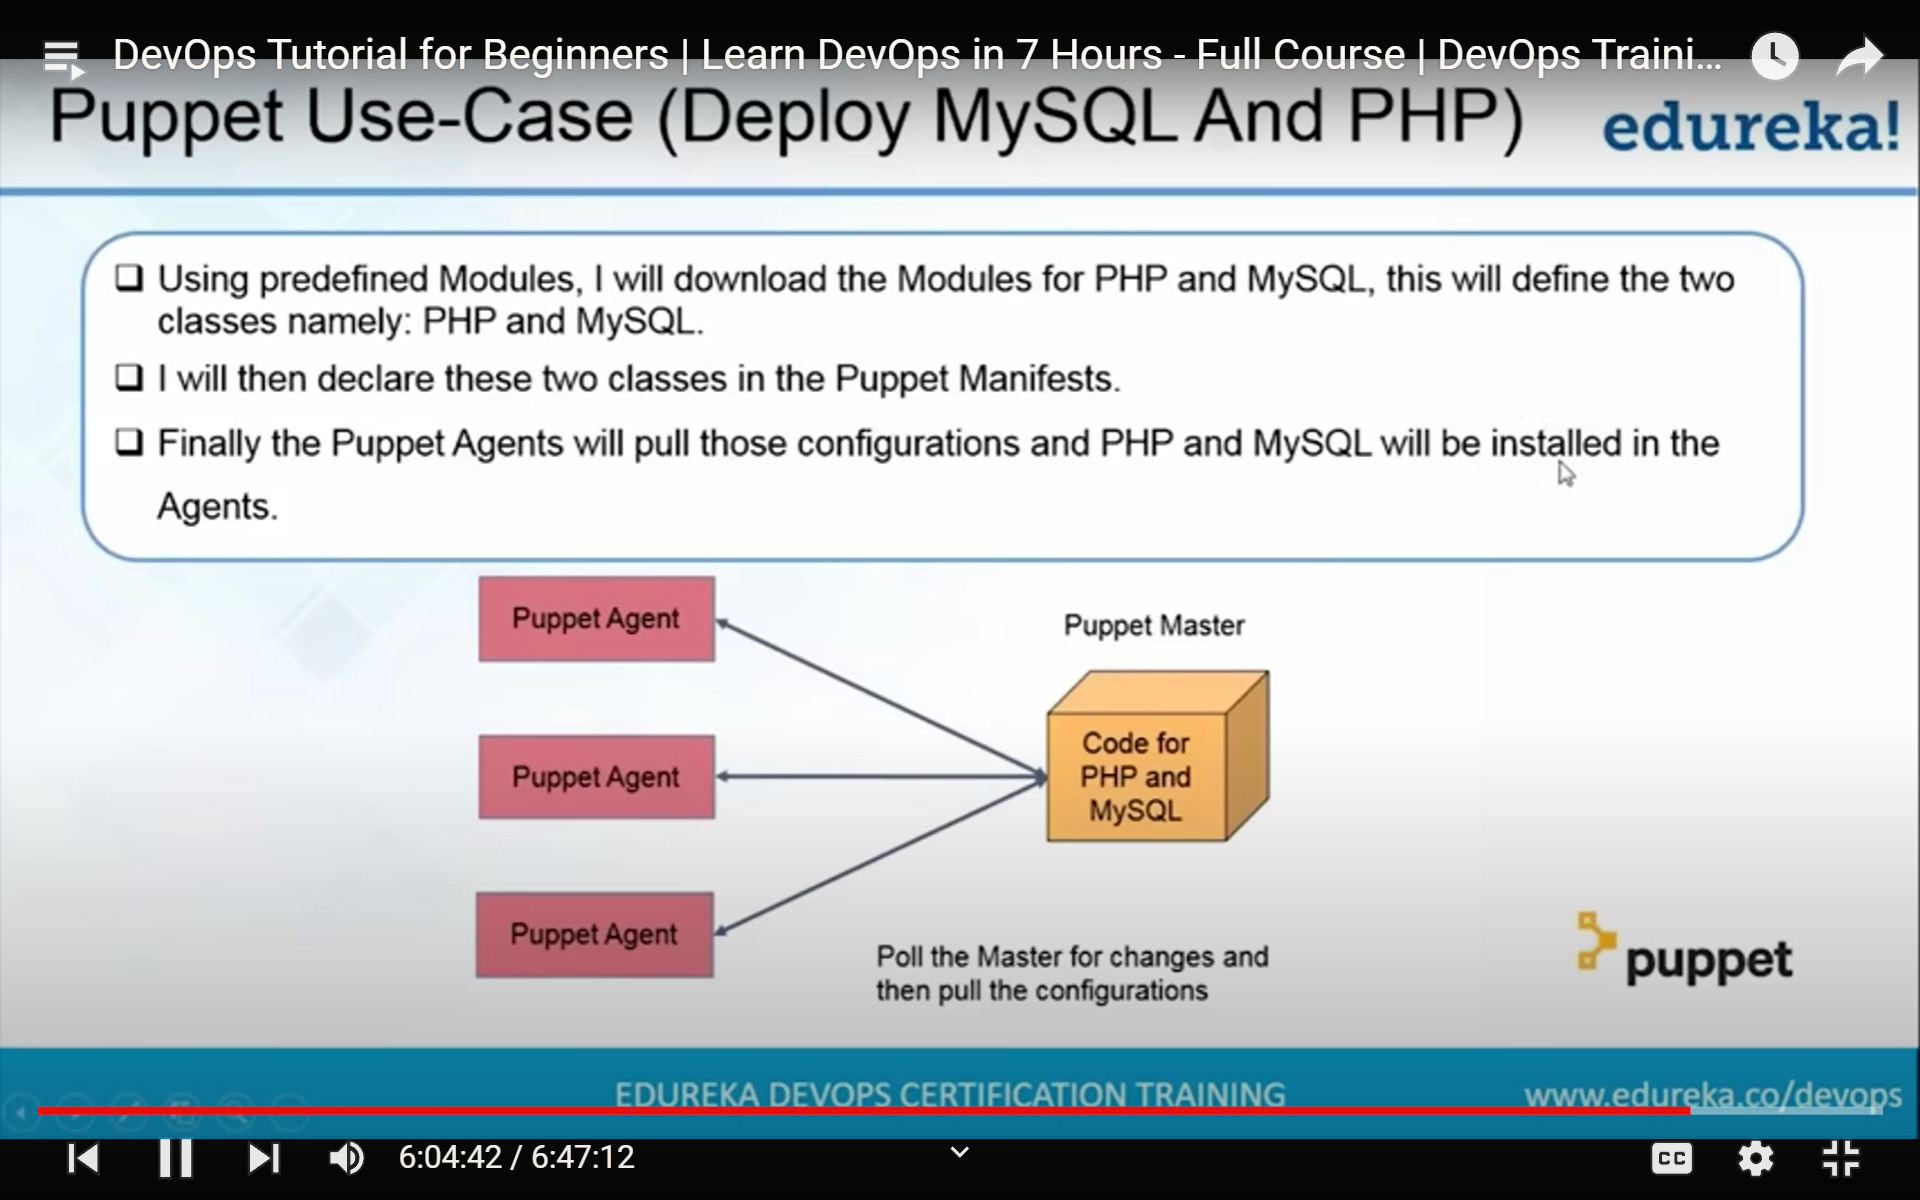 DevOps Tutorial for Beginners | Learn DevOps in 7 Hours - Full Course | DevOps Traini...
Puppet Use-Case (Deploy MySQL And PHP)
edureka!
Using predefined Modules, I will download the Modules for PHP and MySQL, this will define the two
classes namely: PHP and MySQL.
I will then declare these two classes in the Puppet Manifests.
Finally the Puppet Agents will pull those configurations and PHP and MySQL will be installed in the
Agents.
Puppet Agent
Puppet Master
Code for
PHP and
MySQL
Puppet Agent
Puppet Agent
Poll the Master for changes and
then pull the configurations
puppet
EDUREKA DEVOPS CERTIFICATION TRAINING
www.edureka.co/devops
6:04:42 / 6:47:12
CC